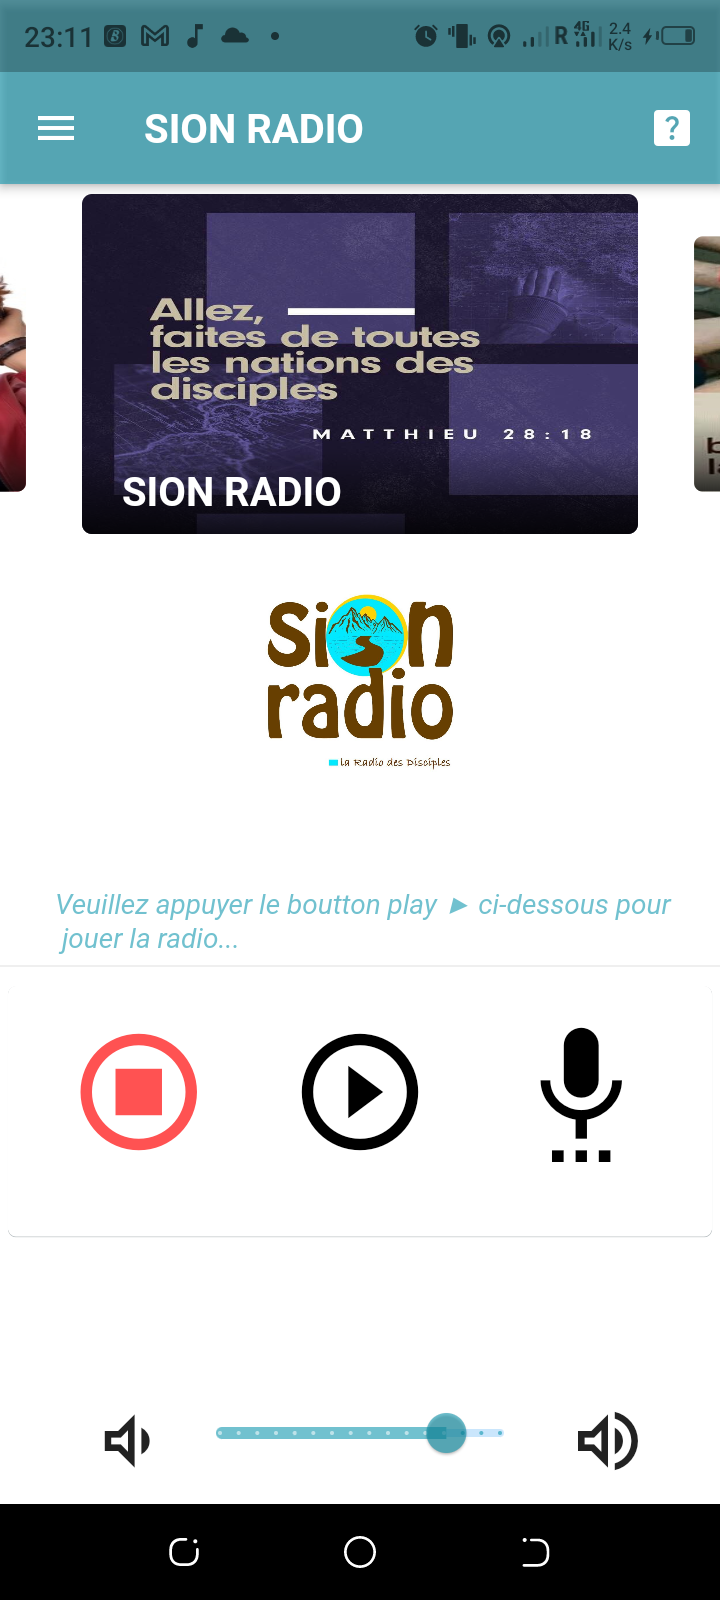 23:11
R 4G 2.4 K/s
SION RADIO
?
Allez,
faites de toutes
les nations des
disciples
MATTHIEU 28:18
SION RADIO
sion
radio
la Radio des Disciples
Veuillez appuyer le boutton play ► ci-dessous pour
jouer la radio...